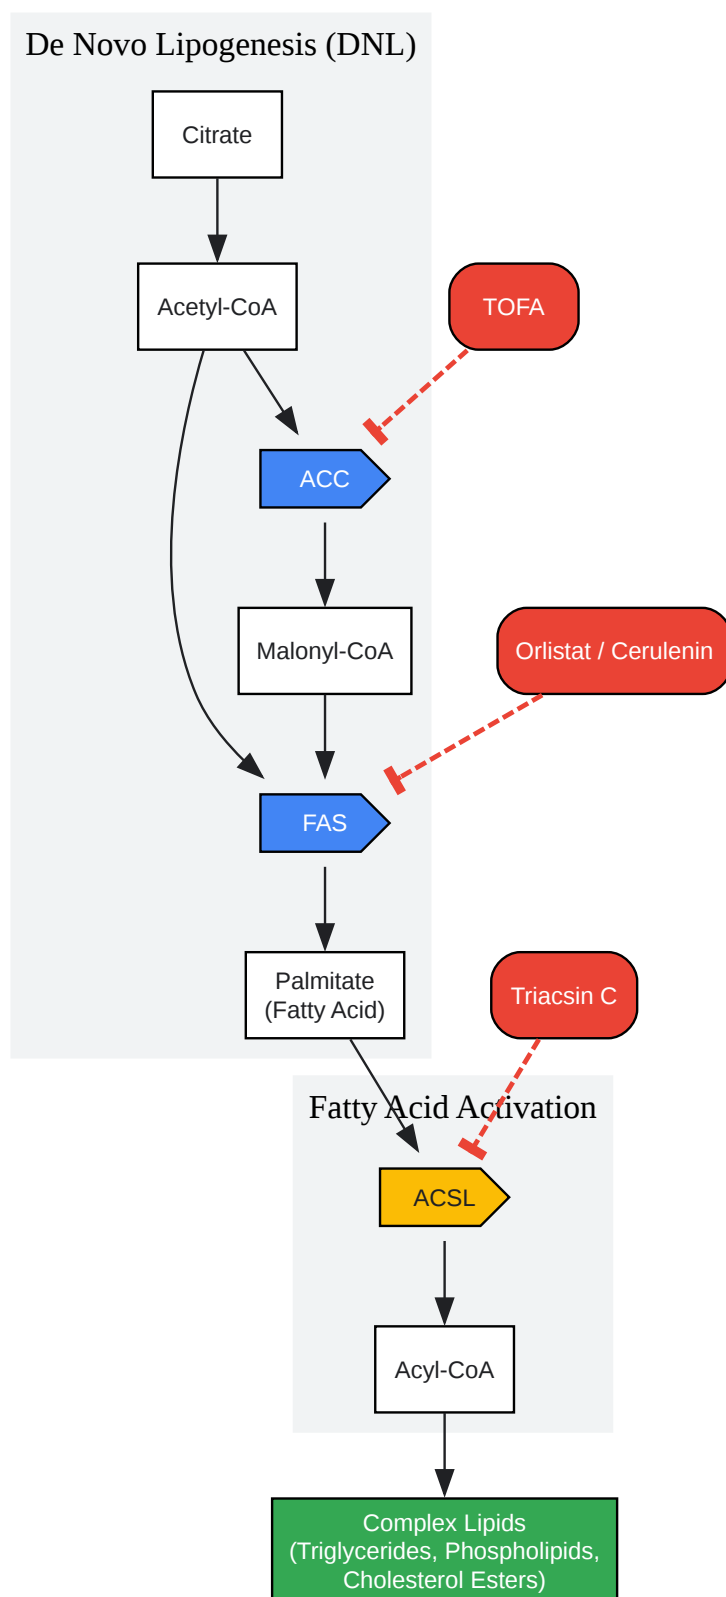 De Novo Lipogenesis (DNL)
Citrate
Acetyl-CoA
TOFA
ACC
Malonyl-CoA
Orlistat / Cerulenin
FAS
Palmitate
(Fatty Acid)
Triacsin C
Fatty Acid Activation
ACSL
Acyl-CoA
Complex Lipids
(Triglycerides, Phospholipids,
Cholesterol Esters)